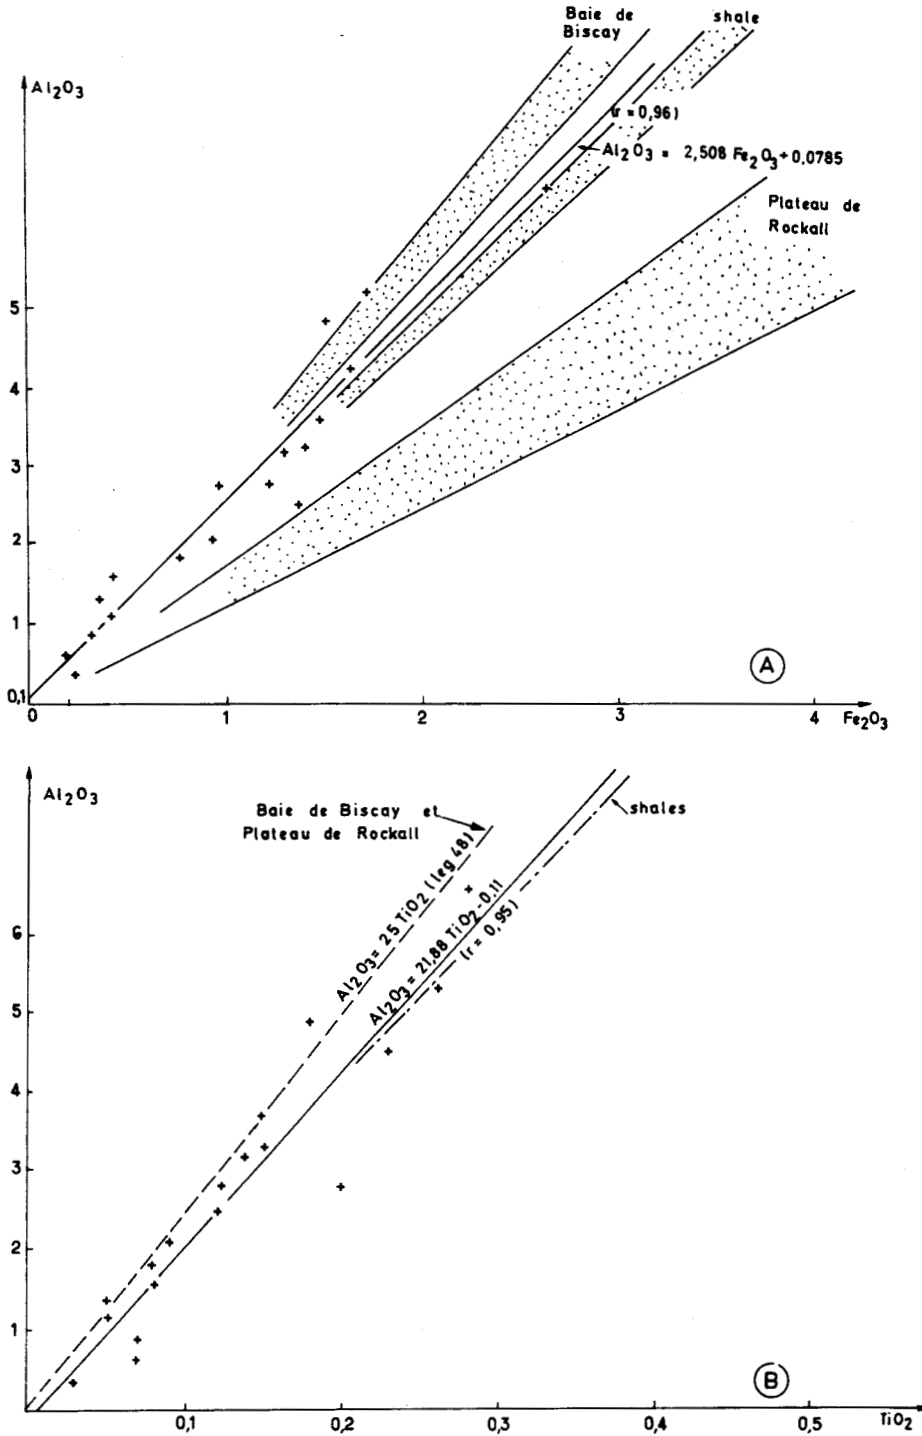 Baie de
Biscay
shale
Al2O3
(r = 0,96)
Al2O3 = 2,508 Fe2O3+0,0785
Plateau de
Rockall
5
4
3
2
1
0,1
0
1
2
3
4
Fe2O3
A
Al2O3
Baie de Biscay et
Plateau de Rockall
shales
Al2O3= 25 TiO2 (leg 48)
Al2O3= 21,88 TiO2-0.11
(r = 0,95)
6
5
4
3
2
1
0,1
0,2
0,3
0,4
0,5
TiO2
B